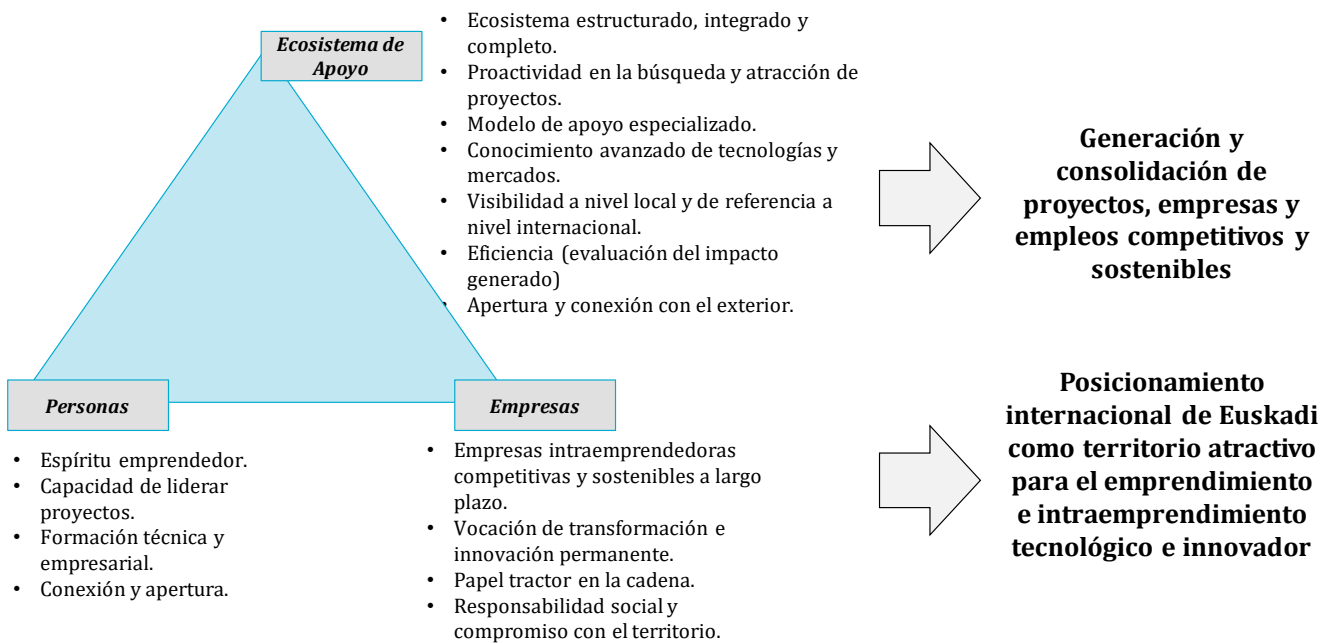 Ecosistema de
Apoyo
• Ecosistema estructurado, integrado y
completo.
• Proactividad en la búsqueda y atracción de
proyectos.
• Modelo de apoyo especializado.
• Conocimiento avanzado de tecnologías y
mercados.
• Visibilidad a nivel local y de referencia a
nivel internacional.
• Eficiencia (evaluación del impacto
generado)
• Apertura y conexión con el exterior.
Generación y
consolidación de
proyectos, empresas y
empleos competitivos y
sostenibles
Personas
• Espíritu emprendedor.
• Capacidad de liderar
proyectos.
• Formación técnica y
empresarial.
• Conexión y apertura.
Empresas
• Empresas intraemprendedoras
competitivas y sostenibles a largo
plazo.
• Vocación de transformación e
innovación permanente.
• Papel tractor en la cadena.
• Responsabilidad social y
compromiso con el territorio.
Posicionamiento
internacional de Euskadi
como territorio atractivo
para el emprendimiento
e intraemprendimiento
tecnológico e innovador